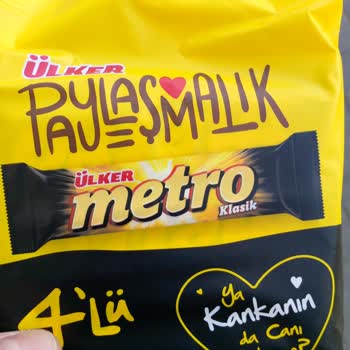 ÜLKER
PAYLAŞMALIK
ÜLKER
metro
Klasik
4'LÜ
Ya
Kankanın
da Canı